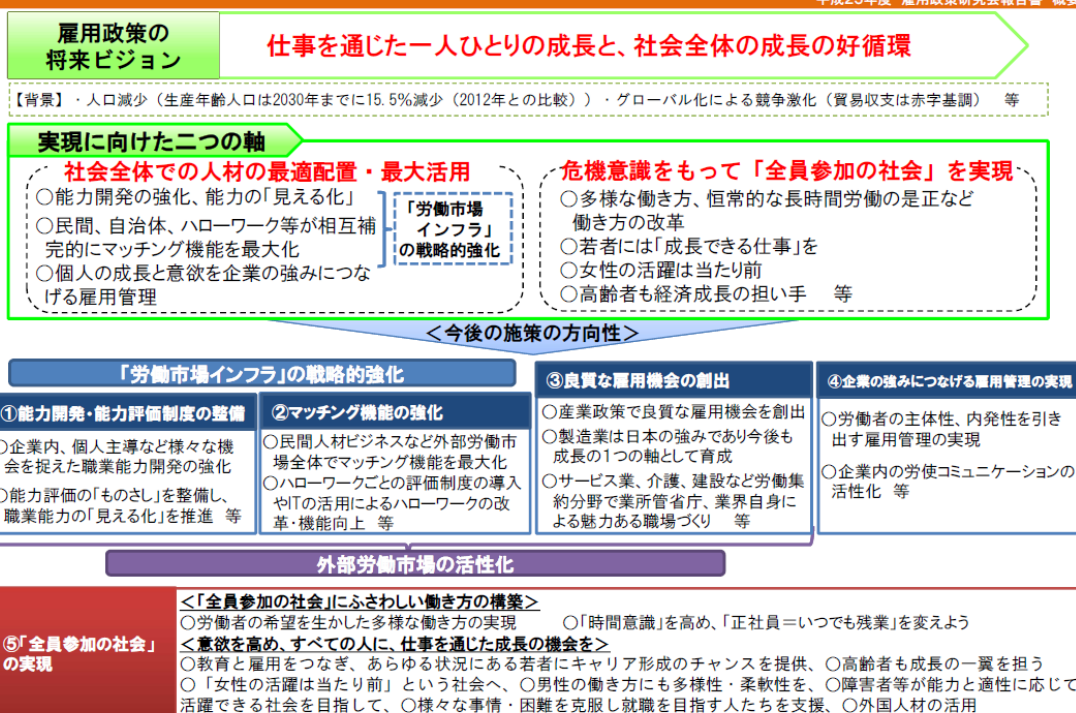 平成25年度 雇用政策研究会報告書 概要
雇用政策の
将来ビジョン
仕事を通じた一人ひとりの成長と、社会全体の成長の好循環
【背景】・人口減少（生産年齢人口は2030年までに15.5％減少（2012年との比較））・グローバル化による競争激化（貿易収支は赤字基調） 等
実現に向けた二つの軸
社会全体での人材の最適配置・最大活用
○能力開発の強化、能力の「見える化」
○民間、自治体、ハローワーク等が相互補
完的にマッチング機能を最大化
○個人の成長と意欲を企業の強みにつな
げる雇用管理
「労働市場
インフラ」
の戦略的強化
危機意識をもって「全員参加の社会」を実現
○多様な働き方、恒常的な長時間労働の是正など
働き方の改革
○若者には「成長できる仕事」を
○女性の活躍は当たり前
○高齢者も経済成長の担い手 等
＜今後の施策の方向性＞
「労働市場インフラ」の戦略的強化
①能力開発・能力評価制度の整備
○企業内、個人主導など様々な機
会を捉えた職業能力開発の強化
○能力評価の「ものさし」を整備し、
職業能力の「見える化」を推進 等
②マッチング機能の強化
○民間人材ビジネスなど外部労働市
場全体でマッチング機能を最大化
○ハローワークごとの評価制度の導入
やITの活用によるハローワークの改
革・機能向上 等
③良質な雇用機会の創出
○産業政策で良質な雇用機会を創出
○製造業は日本の強みであり今後も
成長の1つの軸として育成
○サービス業、介護、建設など労働集
約分野で業所管省庁、業界自身に
よる魅力ある職場づくり 等
④企業の強みにつなげる雇用管理の実現
○労働者の主体性、内発性を引き
出す雇用管理の実現
○企業内の労使コミュニケーションの
活性化 等
外部労働市場の活性化
⑤「全員参加の社会」
の実現
＜「全員参加の社会」にふさわしい働き方の構築＞
○労働者の希望を生かした多様な働き方の実現 ○「時間意識」を高め、「正社員＝いつでも残業」を変えよう
＜意欲を高め、すべての人に、仕事を通じた成長の機会を＞
○教育と雇用をつなぎ、あらゆる状況にある若者にキャリア形成のチャンスを提供、○高齢者も成長の一翼を担う
○「女性の活躍は当たり前」という社会へ、○男性の働き方にも多様性・柔軟性を、○障害者等が能力と適性に応じて
活躍できる社会を目指して、○様々な事情・困難を克服し就職を目指す人たちを支援、○外国人材の活用